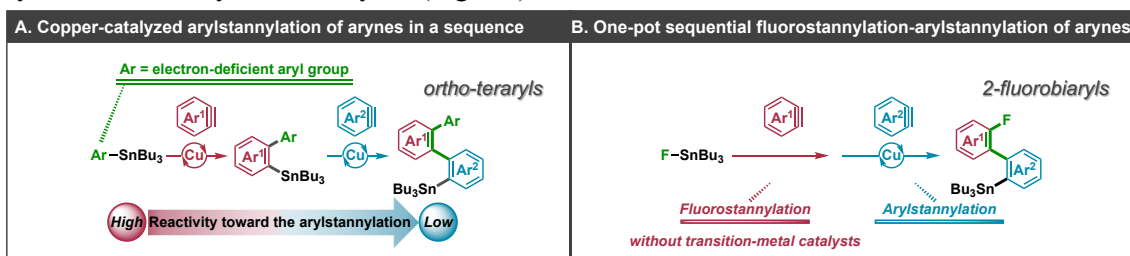 A. Copper-catalyzed arylstannylation of arynes in a sequence
Ar = electron-deficient aryl group
ortho-teraryls
Ar¹
Ar²
Ar
Ar¹
Ar–SnBu₃
Cu
Ar¹
Ar
SnBu₃
Cu
Ar²
Bu₃Sn
High
Reactivity toward the arylstannylation
Low
B. One-pot sequential fluorostannylation-arylstannylation of arynes
2-fluorobiaryls
Ar¹
Ar²
F
Ar¹
F–SnBu₃
Cu
Ar²
Bu₃Sn
Fluorostannylation
Arylstannylation
without transition-metal catalysts